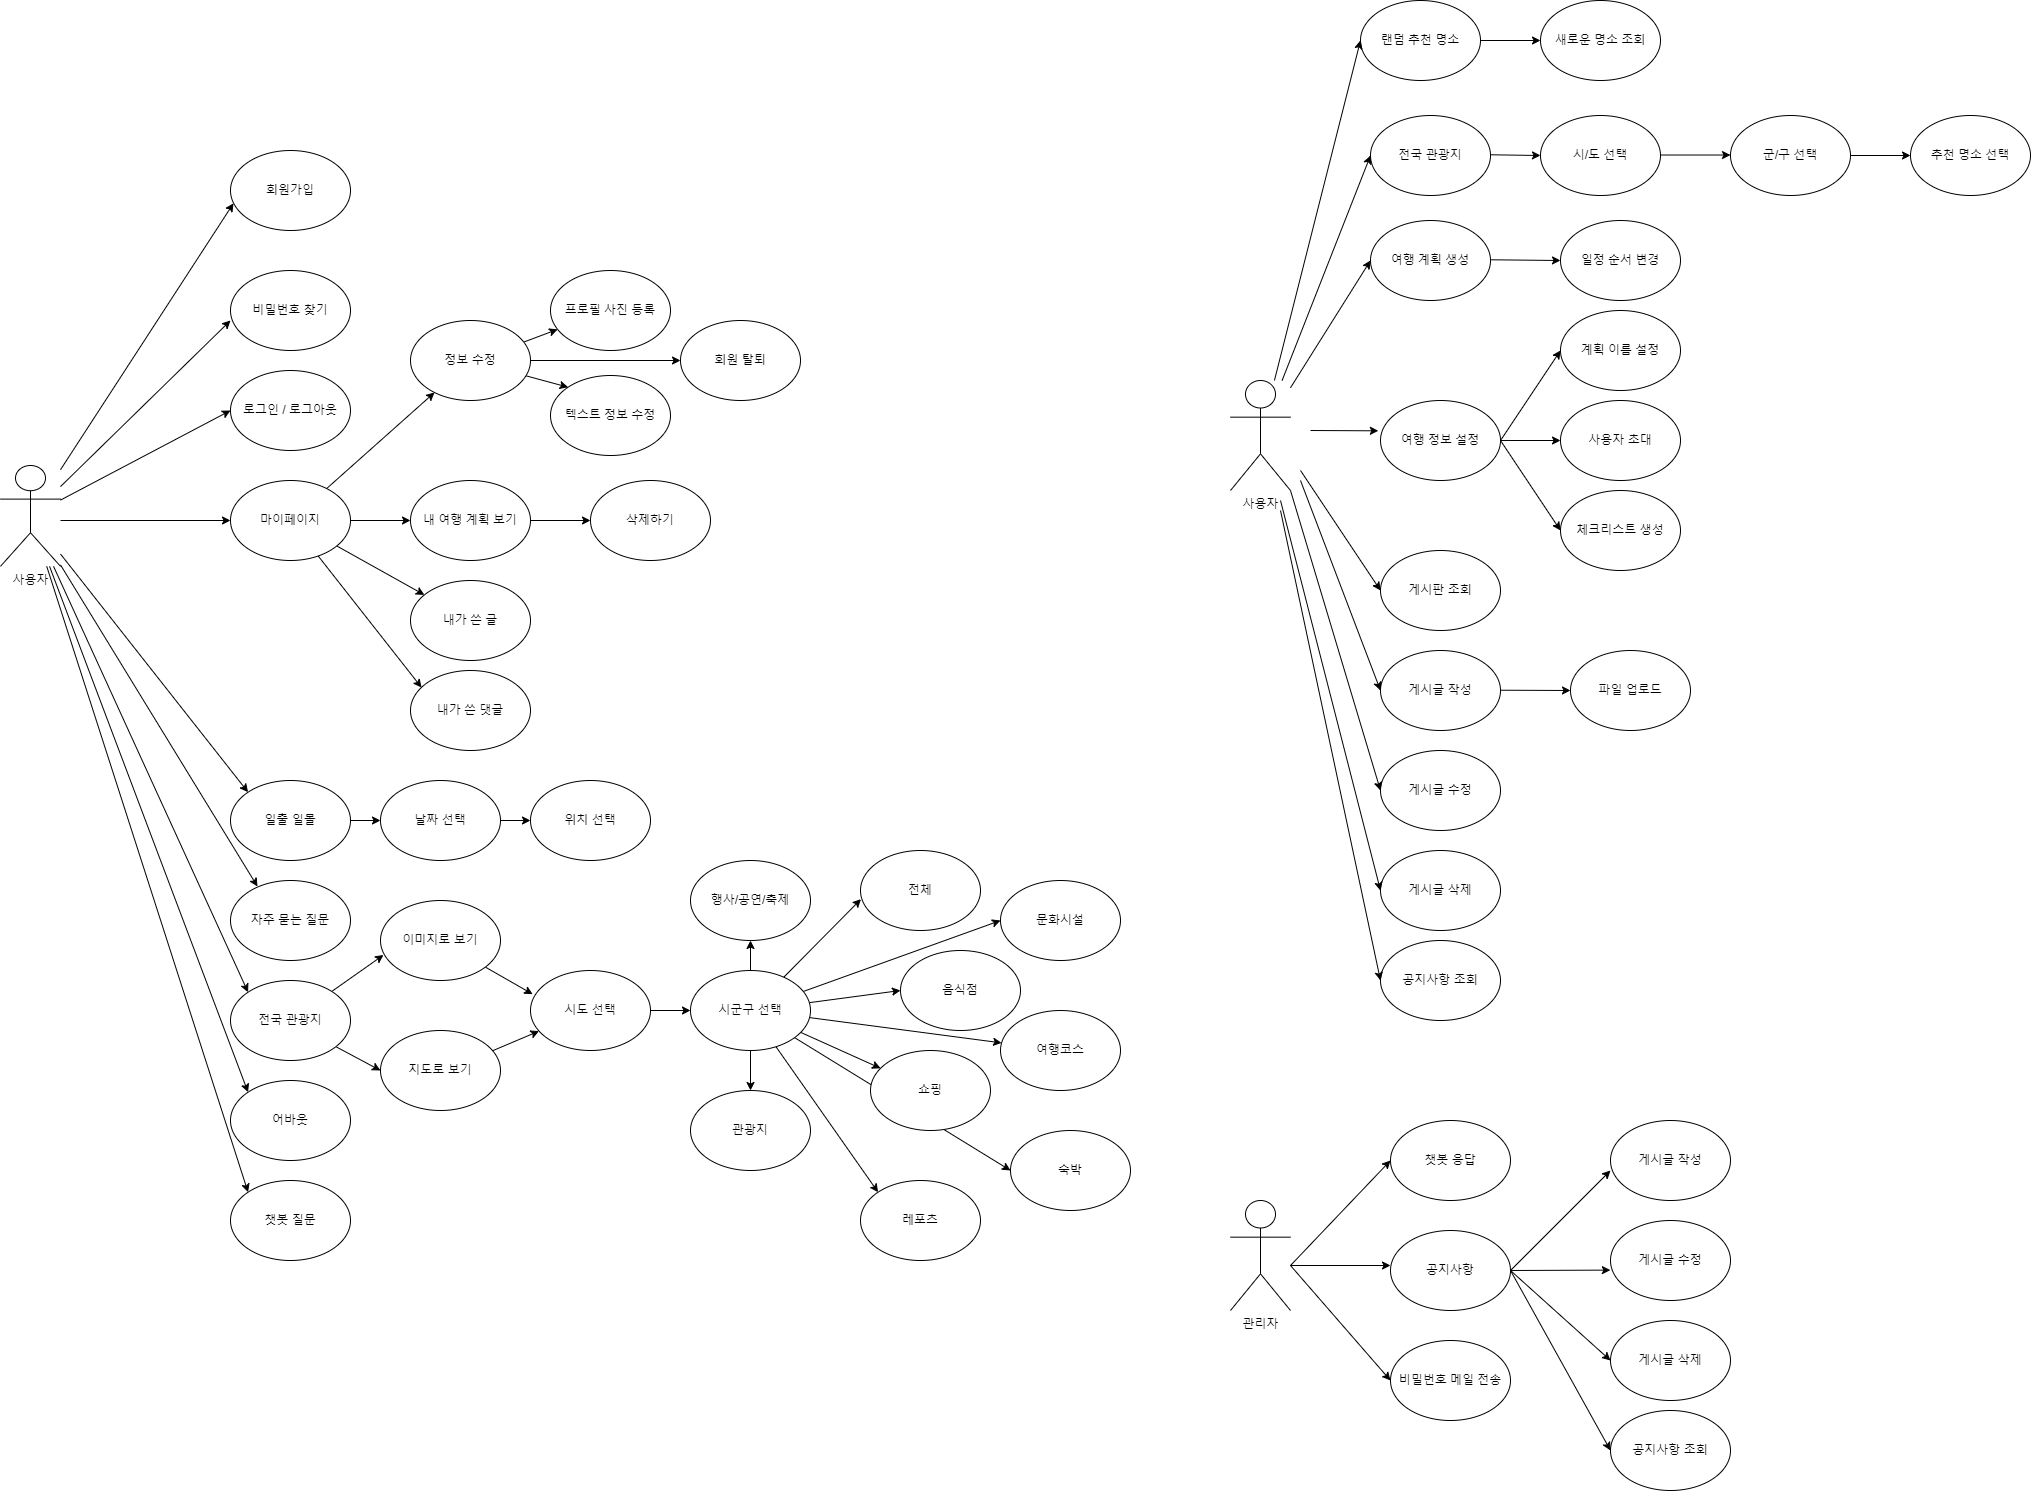 회원가입
비밀번호 찾기
로그인 / 로그아웃
사용자
마이페이지
정보 수정
프로필 사진 등록
회원 탈퇴
텍스트 정보 수정
내 여행 계획 보기
삭제하기
내가 쓴 글
내가 쓴 댓글
일출 일몰
날짜 선택
위치 선택
자주 묻는 질문
전국 관광지
이미지로 보기
지도로 보기
시도 선택
시군구 선택
행사/공연/축제
전체
문화시설
음식점
여행코스
쇼핑
숙박
관광지
레포츠
어바웃
챗봇 질문
랜덤 추천 명소
새로운 명소 조회
전국 관광지
시/도 선택
군/구 선택
추천 명소 선택
여행 계획 생성
일정 순서 변경
사용자
여행 정보 설정
계획 이름 설정
사용자 초대
체크리스트 생성
게시판 조회
게시글 작성
파일 업로드
게시글 수정
게시글 삭제
공지사항 조회
관리자
챗봇 응답
공지사항
비밀번호 메일 전송
게시글 작성
게시글 수정
게시글 삭제
공지사항 조회